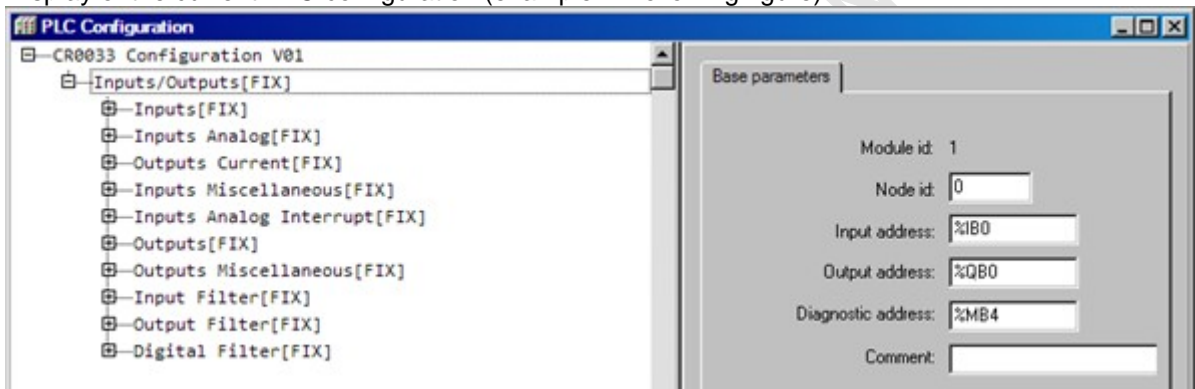 PLC Configuration
CR0033 Configuration V01
Inputs/Outputs[FIX]
Inputs[FIX]
Inputs Analog[FIX]
Outputs Current[FIX]
Inputs Miscellaneous[FIX]
Inputs Analog Interrupt[FIX]
Outputs[FIX]
Outputs Miscellaneous[FIX]
Input Filter[FIX]
Output Filter[FIX]
Digital Filter[FIX]
Base parameters
Module id: 1
Node id: 0
Input address: %IB0
Output address: %QB0
Diagnostic address: %MB4
Comment: